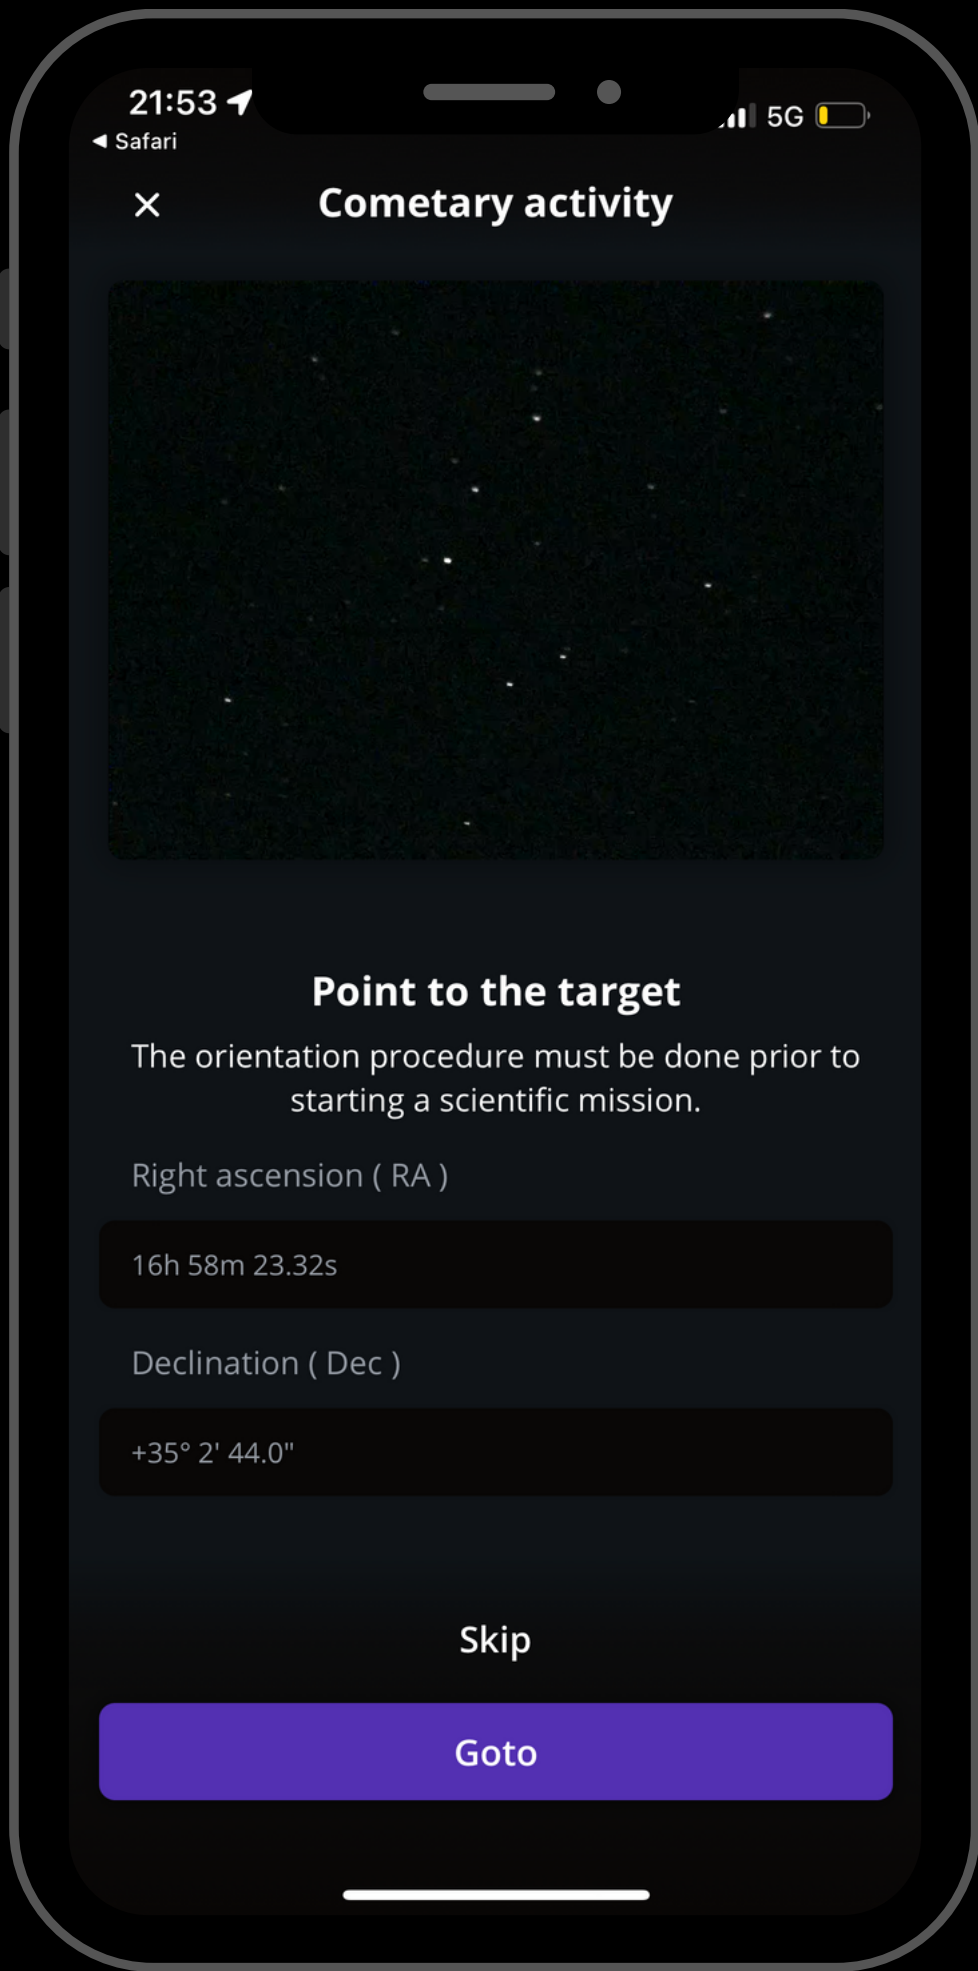 21:53
5G
◀ Safari
Cometary activity
Point to the target
The orientation procedure must be done prior to
starting a scientific mission.
Right ascension ( RA )
16h 58m 23.32s
Declination ( Dec )
+35° 2' 44.0"
Skip
Goto